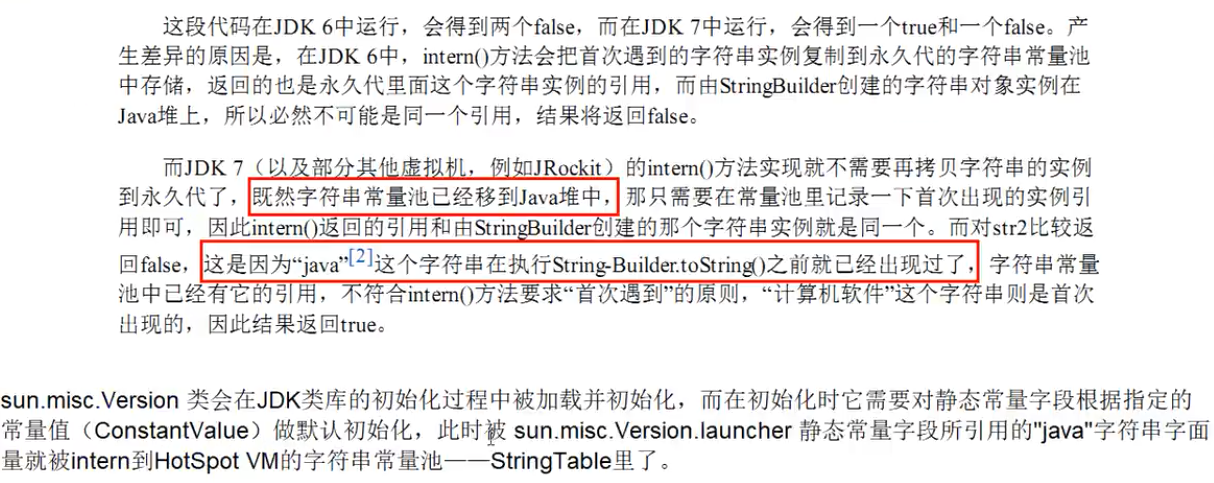 这段代码在JDK 6中运行，会得到两个false，而在JDK 7中运行，会得到一个true和一个false。产
生差异的原因是，在JDK 6中，intern()方法会把首次遇到的字符串实例复制到永久代的字符串常量池
中存储，返回的也是永久代里面这个字符串实例的引用，而由StringBuilder创建的字符串对象实例在
Java堆上，所以必然不可能是同一个引用，结果将返回false。
而JDK 7（以及部分其他虚拟机，例如JRockit）的intern()方法实现就不需要再拷贝字符串的实例
到永久代了，既然字符串常量池已经移到Java堆中，那只需要在常量池里记录一下首次出现的实例引
用即可，因此intern()返回的引用和由StringBuilder创建的那个字符串实例就是同一个。而对str2比较返
回false，这是因为“java”[2]这个字符串在执行String-Builder.toString()之前就已经出现过了，字符串常量
池中已经有它的引用，不符合intern()方法要求“首次遇到”的原则，“计算机软件”这个字符串则是首次
出现的，因此结果返回true。
sun.misc.Version 类会在JDK类库的初始化过程中被加载并初始化，而在初始化时它需要对静态常量字段根据指定的
常量值（ConstantValue）做默认初始化，此时被 sun.misc.Version.launcher 静态常量字段所引用的"java"字符串字面
量就被intern到HotSpot VM的字符串常量池——StringTable里了。